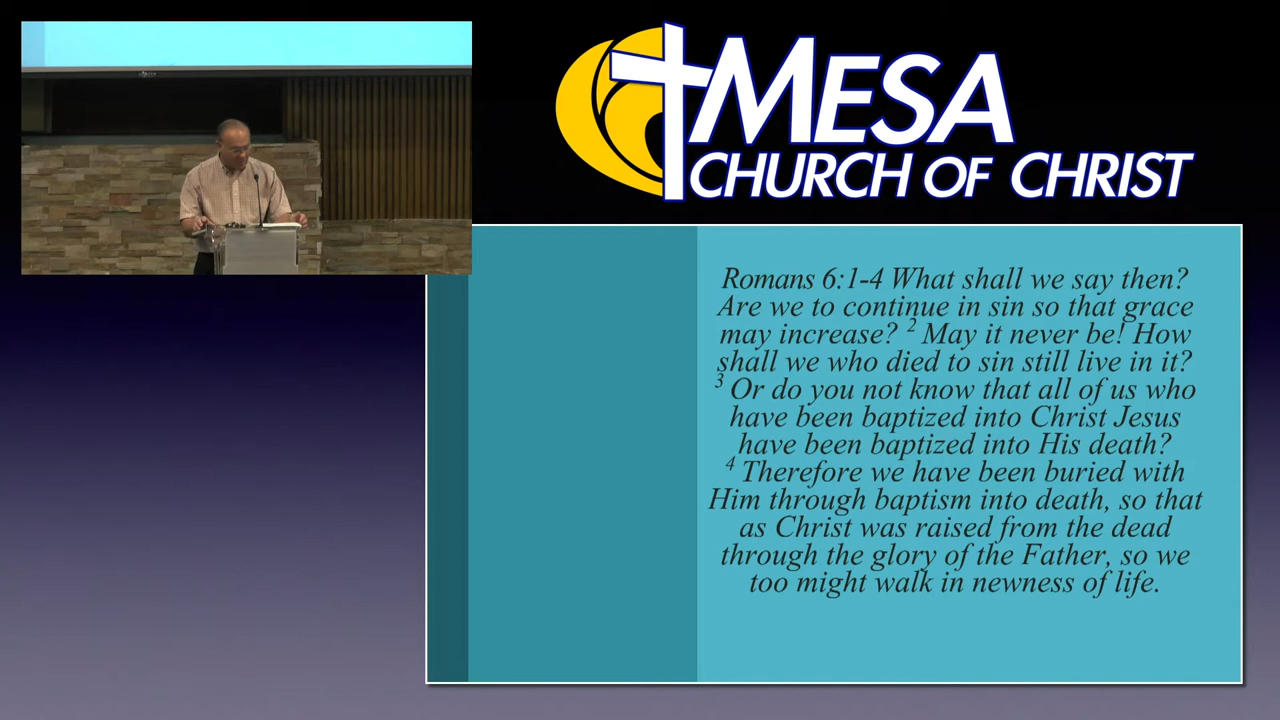 MESA
CHURCH OF CHRIST
Romans 6:1-4 What shall we say then?
Are we to continue in sin so that grace
may increase? 2 May it never be! How
shall we who died to sin still live in it?
3 Or do you not know that all of us who
have been baptized into Christ Jesus
have been baptized into His death?
4 Therefore we have been buried with
Him through baptism into death, so that
as Christ was raised from the dead
through the glory of the Father, so we
too might walk in newness of life.